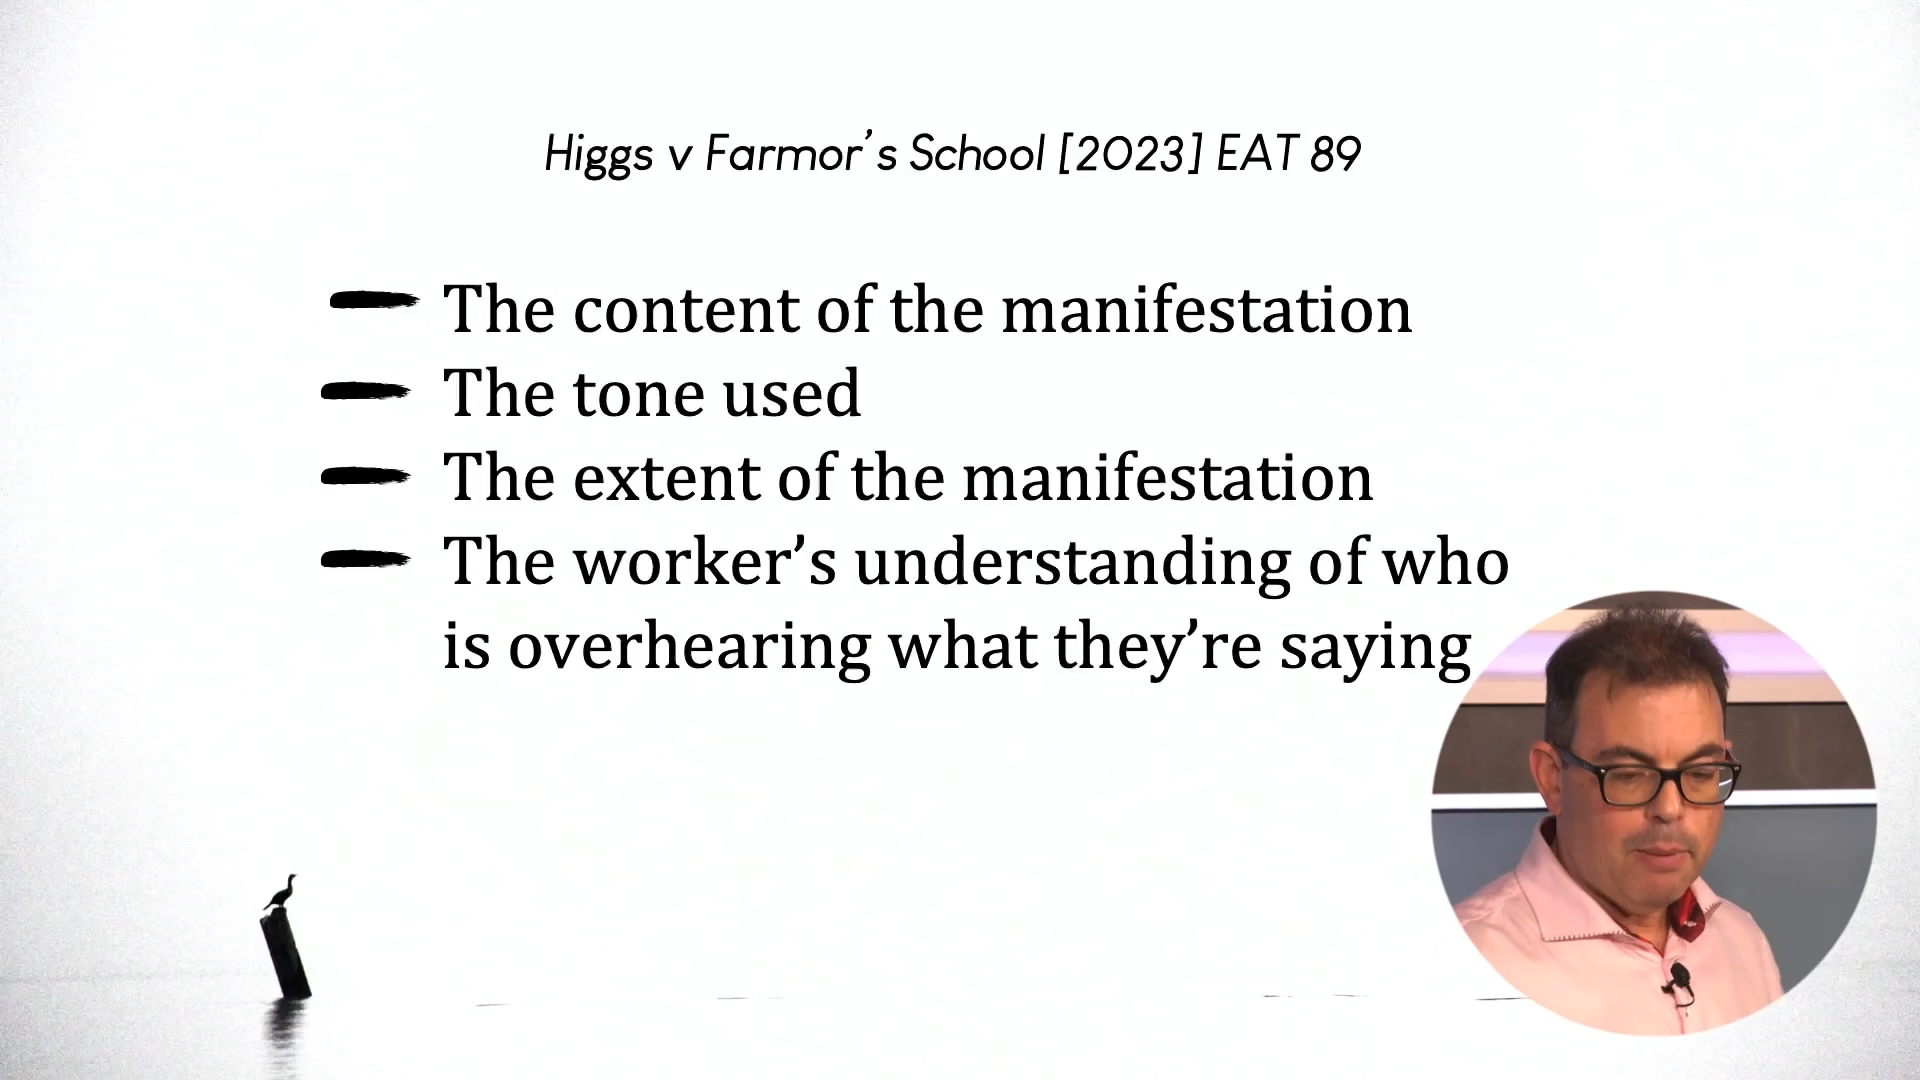 Higgs v Farmor’s School [2023] EAT 89
The content of the manifestation
The tone used
The extent of the manifestation
The worker’s understanding of who
is overhearing what they’re saying